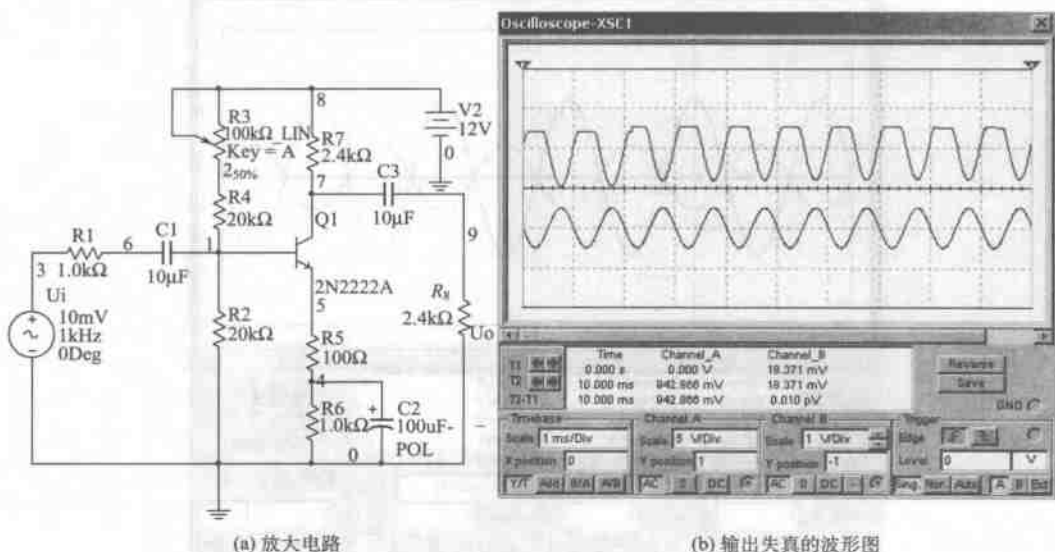 8
R3
100kΩ_LIN
Key = A
2 50%
R7
2.4kΩ
V2
12V
0
7
C3
R4
20kΩ
10μF
Q1
R1
6
C1
1
3
1.0kΩ
10μF
9
Ui
10mV
1kHz
0Deg
2N2222A
5
R2
20kΩ
2.4kΩ
Uo
R5
100Ω
4
R6
1.0kΩ
C2
100uF-
POL
0
(a) 放大电路
Oscilloscope-XSC1
Time Channel_A Channel_B
T1 0.000 s 0.000 V 18.371 mV
T2 10.000 ms 942.866 mV 18.371 mV
T2-T1 10.000 ms 942.866 mV 0.010 pV
Reverse
Save
GND
Timebase Channel A Channel B Trigger
Scale 1 ms/Div Scale 5 V/Div Scale 1 V/Div Edge
X position 0 Y position 1 Y position -1 Level 0 V
Y/T Add B/A A/B AC 0 DC AC 0 DC - Sing. Nor. Auto A B Ext
(b) 输出失真的波形图